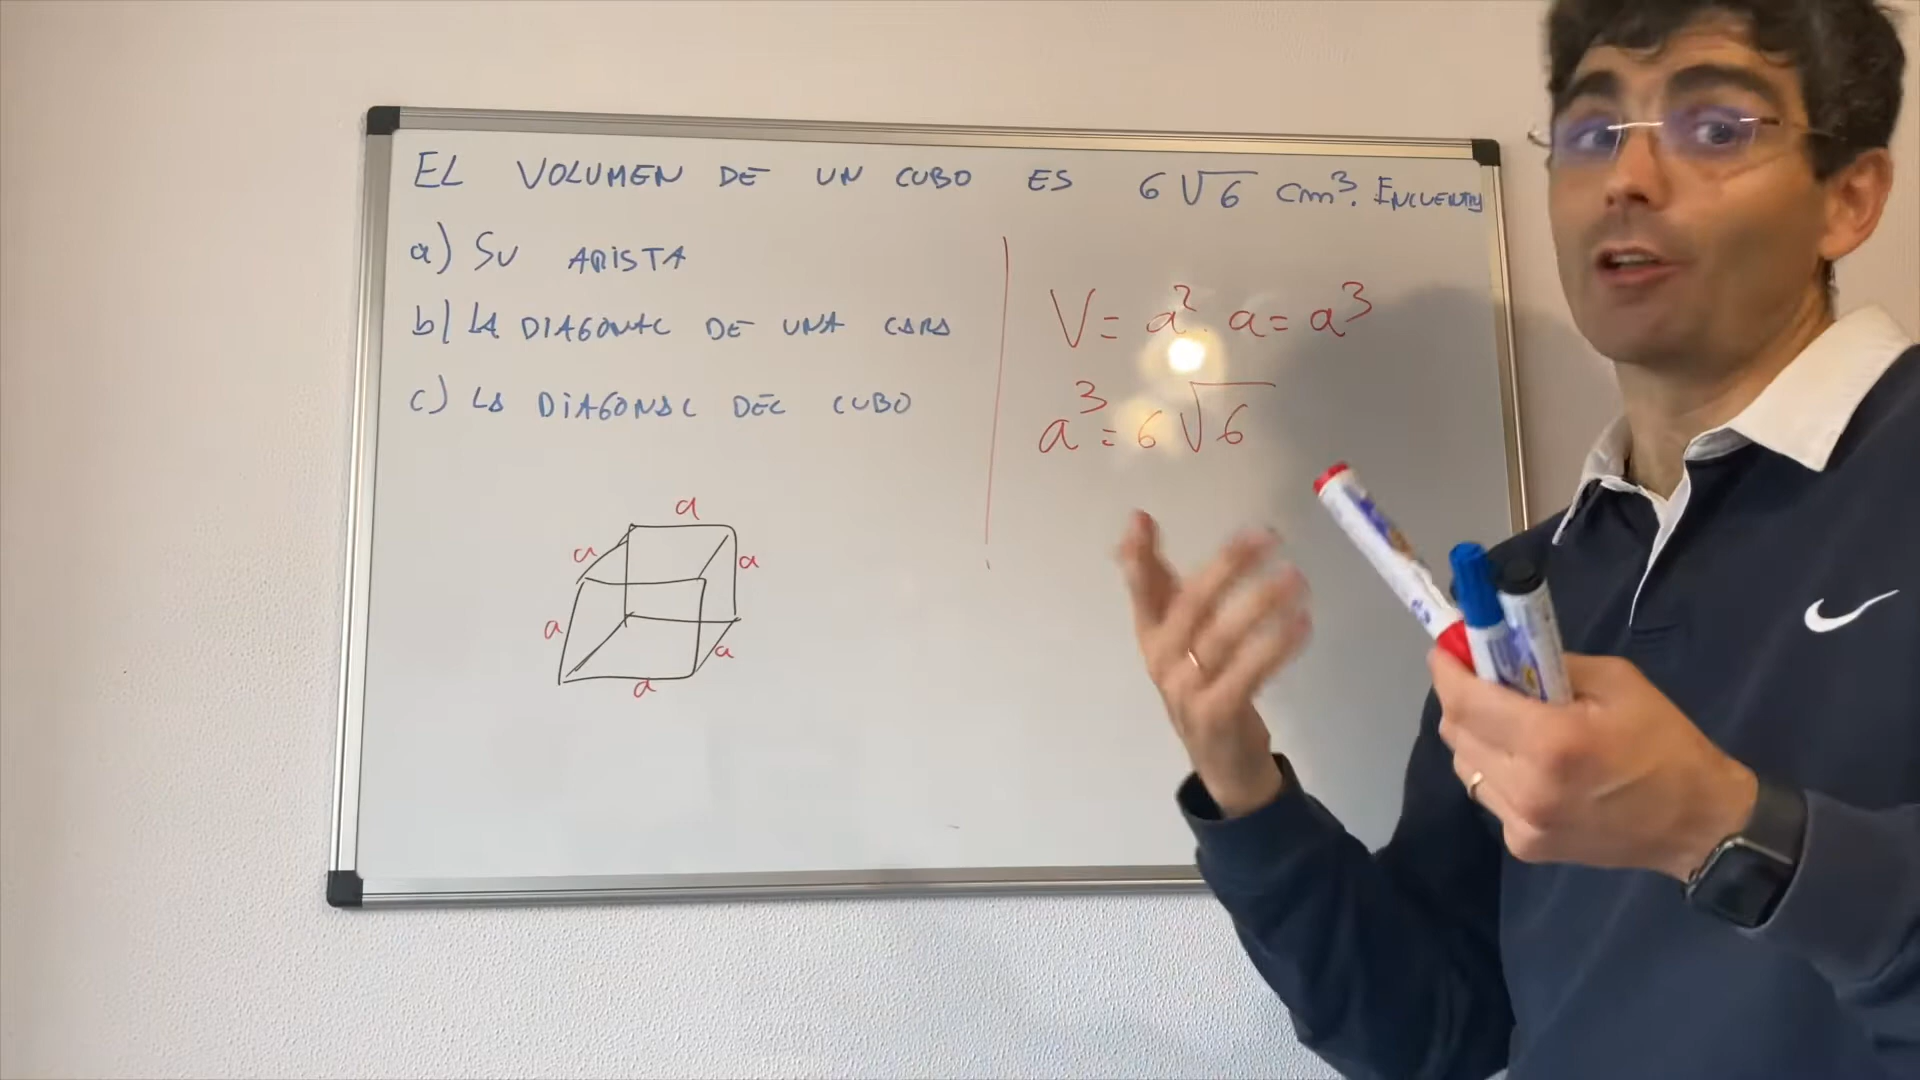 EL VOLUMEN DE UN CUBO ES 6√6 cm³. ENCUENTRA
a) SU ARISTA
b) LA DIAGONAL DE UNA CARA
c) LA DIAGONAL DEL CUBO
V = a² · a = a³
a³ = 6√6
a
a
a
a
a
a